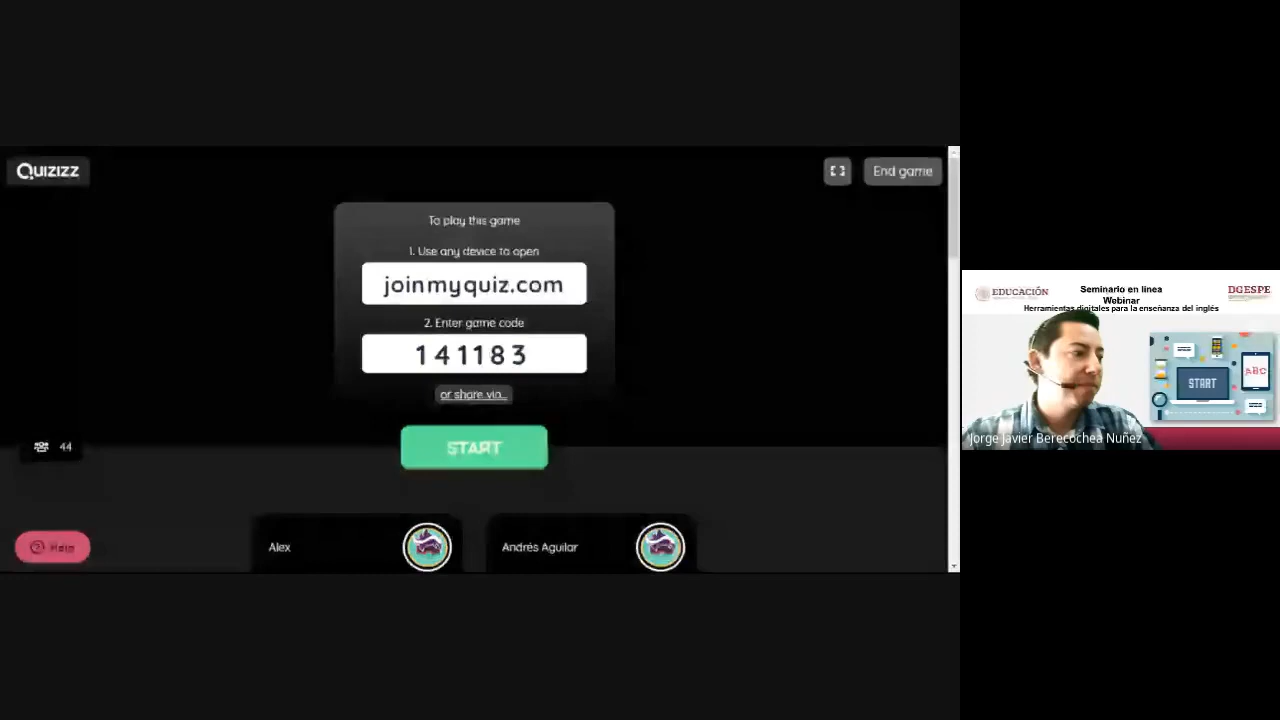 Quizizz
End game
To play this game
1. Use any device to open
joinmyquiz.com
2. Enter game code
141183
or share via...
START
44
Help
Alex
Andrés Aguilar
EDUCACIÓN
Seminario en línea
Webinar
Herramientas digitales para la enseñanza del inglés
DGESPE
START
ABC
Jorge Javier Berecochea Nuñez